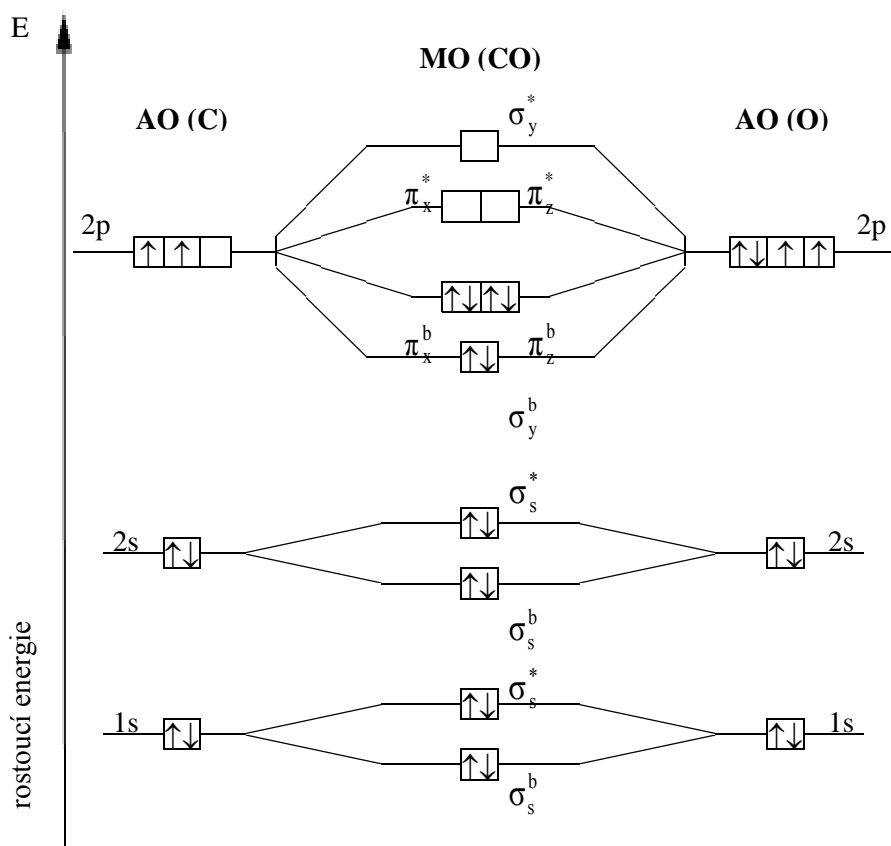 E
MO (CO)
AO (C)
AO (O)
σ*y
π*x
π*z
2p
↑ ↑
↑↓ ↑ ↑
2p
↑↓ ↑↓
πbx
↑↓
πbz
σby
σ*s
↑↓
2s
↑↓
↑↓
2s
↑↓
σbs
σ*s
↑↓
1s
↑↓
↑↓
1s
↑↓
σbs
rostoucí energie